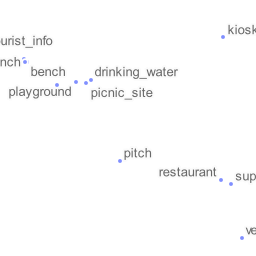 kiosk
urist_info
nch
bench
drinking_water
playground
picnic_site
pitch
restaurant
sup
ve